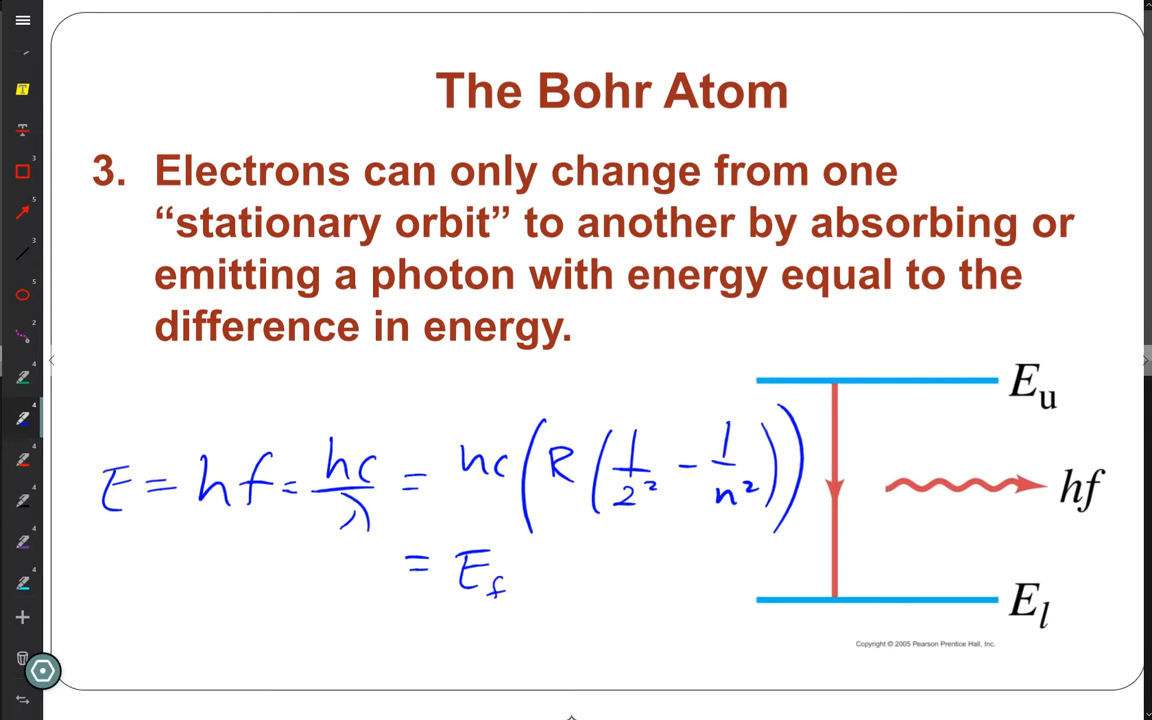 The Bohr Atom
3. Electrons can only change from one
“stationary orbit” to another by absorbing or
emitting a photon with energy equal to the
difference in energy.
E = hf = hc/λ = hc(R(1/2² - 1/n²))
= E_f
E_u
hf
E_l
Copyright © 2005 Pearson Prentice Hall, Inc.